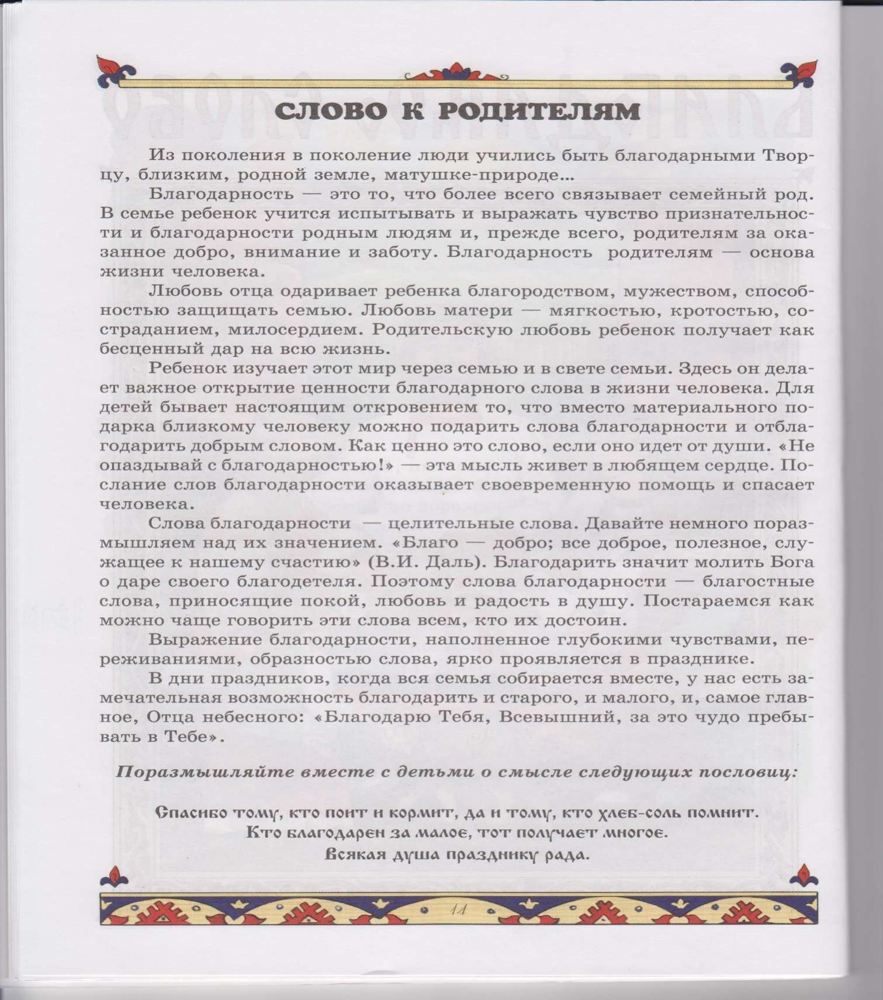 СЛОВО К РОДИТЕЛЯМ
Из поколения в поколение люди учились быть благодарными Твор-
цу, близким, родной земле, матушке-природе...
Благодарность — это то, что более всего связывает семейный род.
В семье ребенок учится испытывать и выражать чувство признательнос-
ти и благодарности родным людям и, прежде всего, родителям за ока-
занное добро, внимание и заботу. Благодарность родителям — основа
жизни человека.
Любовь отца одаривает ребенка благородством, мужеством, способ-
ностью защищать семью. Любовь матери — мягкостью, кротостью, со-
страданием, милосердием. Родительскую любовь ребенок получает как
бесценный дар на всю жизнь.
Ребенок изучает этот мир через семью и в свете семьи. Здесь он дела-
ет важное открытие ценности благодарного слова в жизни человека. Для
детей бывает настоящим откровением то, что вместо материального по-
дарка близкому человеку можно подарить слова благодарности и отбла-
годарить добрым словом. Как ценно это слово, если оно идет от души. «Не
опаздывай с благодарностью!» — эта мысль живет в любящем сердце. По-
слание слов благодарности оказывает своевременную помощь и спасает
человека.
Слова благодарности — целительные слова. Давайте немного пораз-
мышляем над их значением. «Благо — добро; все доброе, полезное, слу-
жащее к нашему счастию» (В.И. Даль). Благодарить значит молить Бога
о даре своего благодетеля. Поэтому слова благодарности — благостные
слова, приносящие покой, любовь и радость в душу. Постараемся как
можно чаще говорить эти слова всем, кто их достоин.
Выражение благодарности, наполненное глубокими чувствами, пе-
реживаниями, образностью слова, ярко проявляется в празднике.
В дни праздников, когда вся семья собирается вместе, у нас есть за-
мечательная возможность благодарить и старого, и малого, и, самое глав-
ное, Отца небесного: «Благодарю Тебя, Всевышний, за это чудо пребы-
вать в Тебе».
Поразмышляйте вместе с детьми о смысле следующих пословиц:
Спасибо тому, кто поит и кормит, да и тому, кто хлеб-соль помнит.
Кто благодарен за малое, тот получает многое.
Всякая душа празднику рада.
14